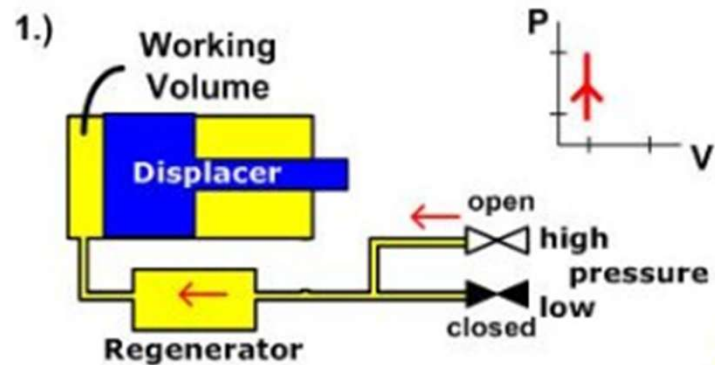 1.)
Working
Volume
P
V
Displacer
open
high
pressure
low
closed
Regenerator